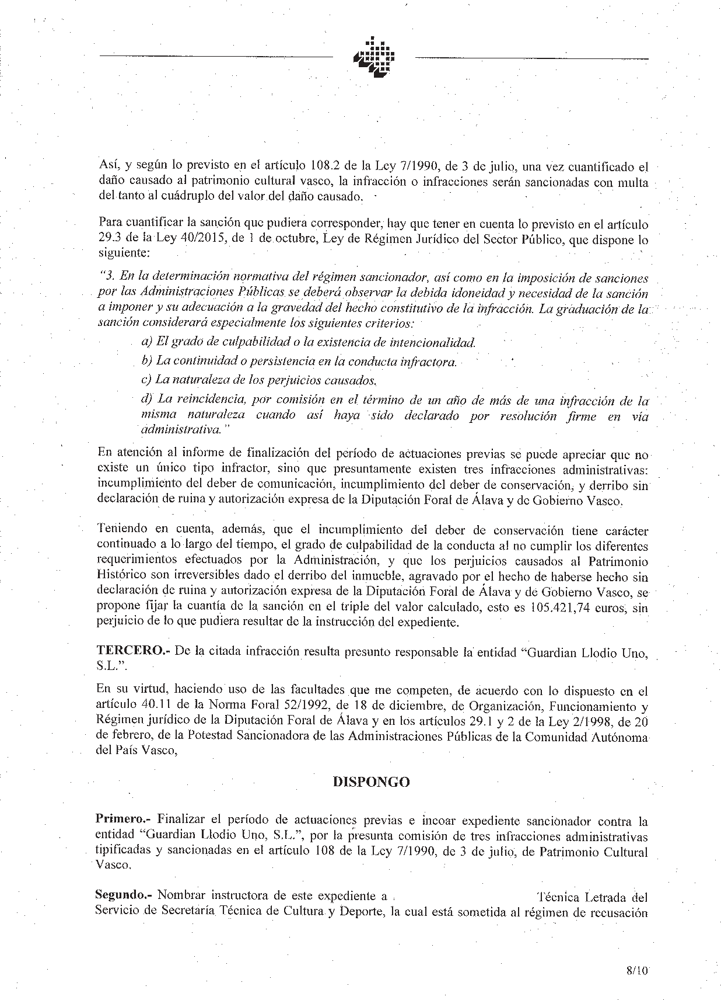 Así, y según lo previsto en el artículo 108.2 de la Ley 7/1990, de 3 de julio, una vez cuantificado el
daño causado al patrimonio cultural vasco, la infracción o infracciones serán sancionadas con multa
del tanto al cuádruplo del valor del daño causado.
Para cuantificar la sanción que pudiera corresponder, hay que tener en cuenta lo previsto en el artículo
29.3 de la Ley 40/2015, de 1 de octubre, Ley de Régimen Jurídico del Sector Público, que dispone lo
siguiente:
“3. En la determinación normativa del régimen sancionador, así como en la imposición de sanciones
por las Administraciones Públicas se deberá observar la debida idoneidad y necesidad de la sanción
a imponer y su adecuación a la gravedad del hecho constitutivo de la infracción. La graduación de la
sanción considerará especialmente los siguientes criterios:
a) El grado de culpabilidad o la existencia de intencionalidad.
b) La continuidad o persistencia en la conducta infractora.
c) La naturaleza de los perjuicios causados.
d) La reincidencia, por comisión en el término de un año de más de una infracción de la
misma naturaleza cuando así haya sido declarado por resolución firme en vía
administrativa.”
En atención al informe de finalización del período de actuaciones previas se puede apreciar que no
existe un único tipo infractor, sino que presuntamente existen tres infracciones administrativas:
incumplimiento del deber de comunicación, incumplimiento del deber de conservación, y derribo sin
declaración de ruina y autorización expresa de la Diputación Foral de Álava y de Gobierno Vasco.
Teniendo en cuenta, además, que el incumplimiento del deber de conservación tiene carácter
continuado a lo largo del tiempo, el grado de culpabilidad de la conducta al no cumplir los diferentes
requerimientos efectuados por la Administración, y que los perjuicios causados al Patrimonio
Histórico son irreversibles dado el derribo del inmueble, agravado por el hecho de haberse hecho sin
declaración de ruina y autorización expresa de la Diputación Foral de Álava y de Gobierno Vasco, se
propone fijar la cuantía de la sanción en el triple del valor calculado, esto es 105.421,74 euros, sin
perjuicio de lo que pudiera resultar de la instrucción del expediente.
TERCERO.- De la citada infracción resulta presunto responsable la entidad “Guardian Llodio Uno,
S.L.”.
En su virtud, haciendo uso de las facultades que me competen, de acuerdo con lo dispuesto en el
artículo 40.11 de la Norma Foral 52/1992, de 18 de diciembre, de Organización, Funcionamiento y
Régimen jurídico de la Diputación Foral de Álava y en los artículos 29.1 y 2 de la Ley 2/1998, de 20
de febrero, de la Potestad Sancionadora de las Administraciones Públicas de la Comunidad Autónoma
del País Vasco,
DISPONGO
Primero.- Finalizar el período de actuaciones previas e incoar expediente sancionador contra la
entidad “Guardian Llodio Uno, S.L.”, por la presunta comisión de tres infracciones administrativas
tipificadas y sancionadas en el artículo 108 de la Ley 7/1990, de 3 de julio, de Patrimonio Cultural
Vasco.
Segundo.- Nombrar instructora de este expediente a Técnica Letrada del
Servicio de Secretaría Técnica de Cultura y Deporte, la cual está sometida al régimen de recusación
8/10